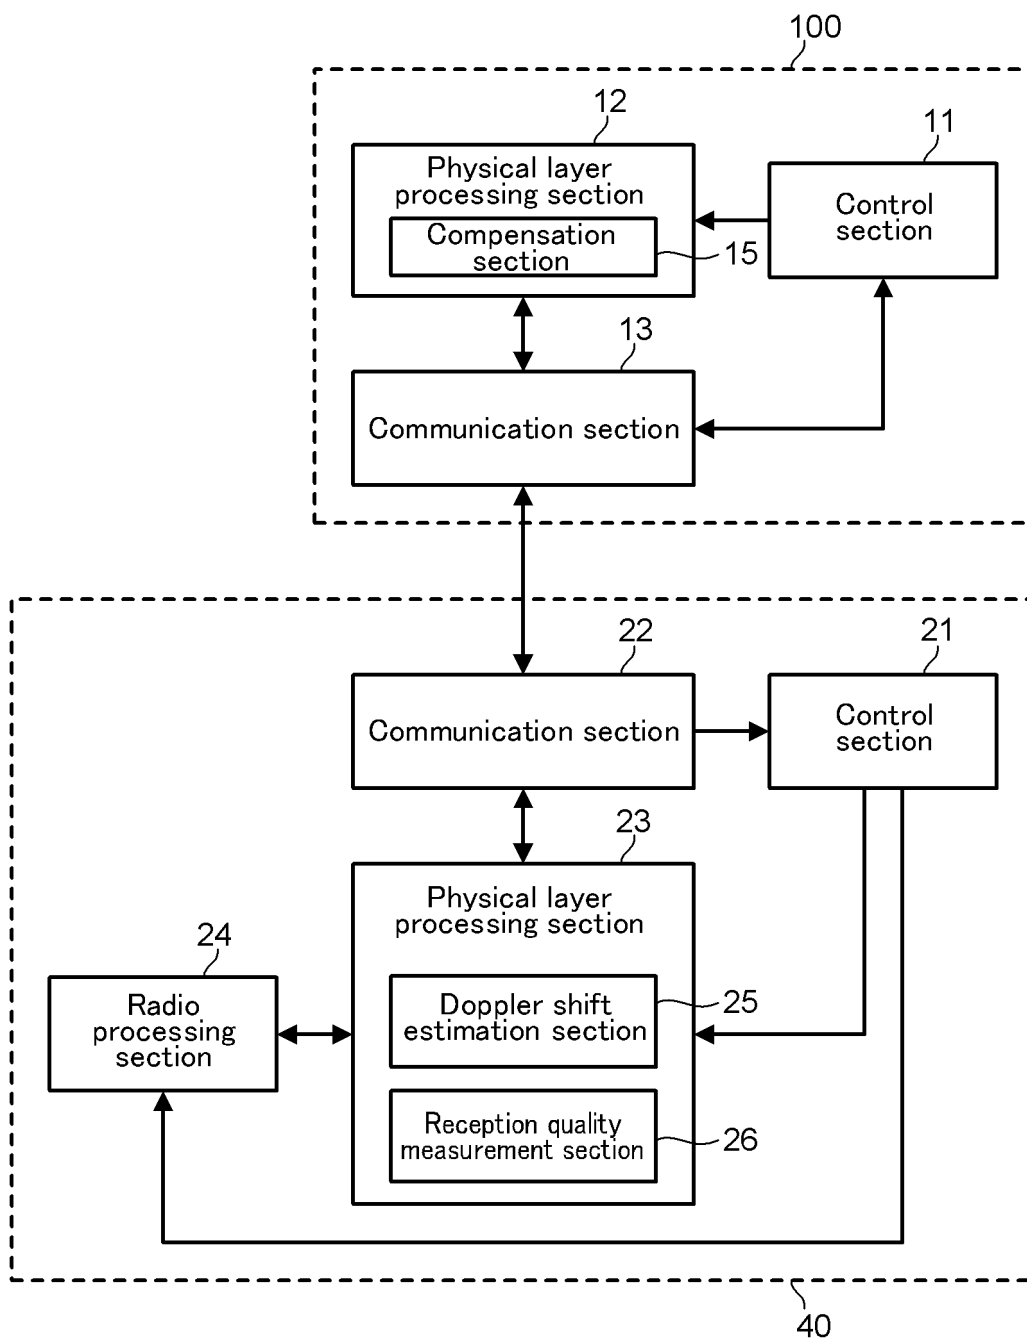 100
12
11
Physical layer
processing section
Control
section
Compensation
section
15
13
Communication section
22
21
Communication section
Control
section
23
Physical layer
processing section
24
Radio
processing
section
Doppler shift
estimation section
25
Reception quality
measurement section
26
40